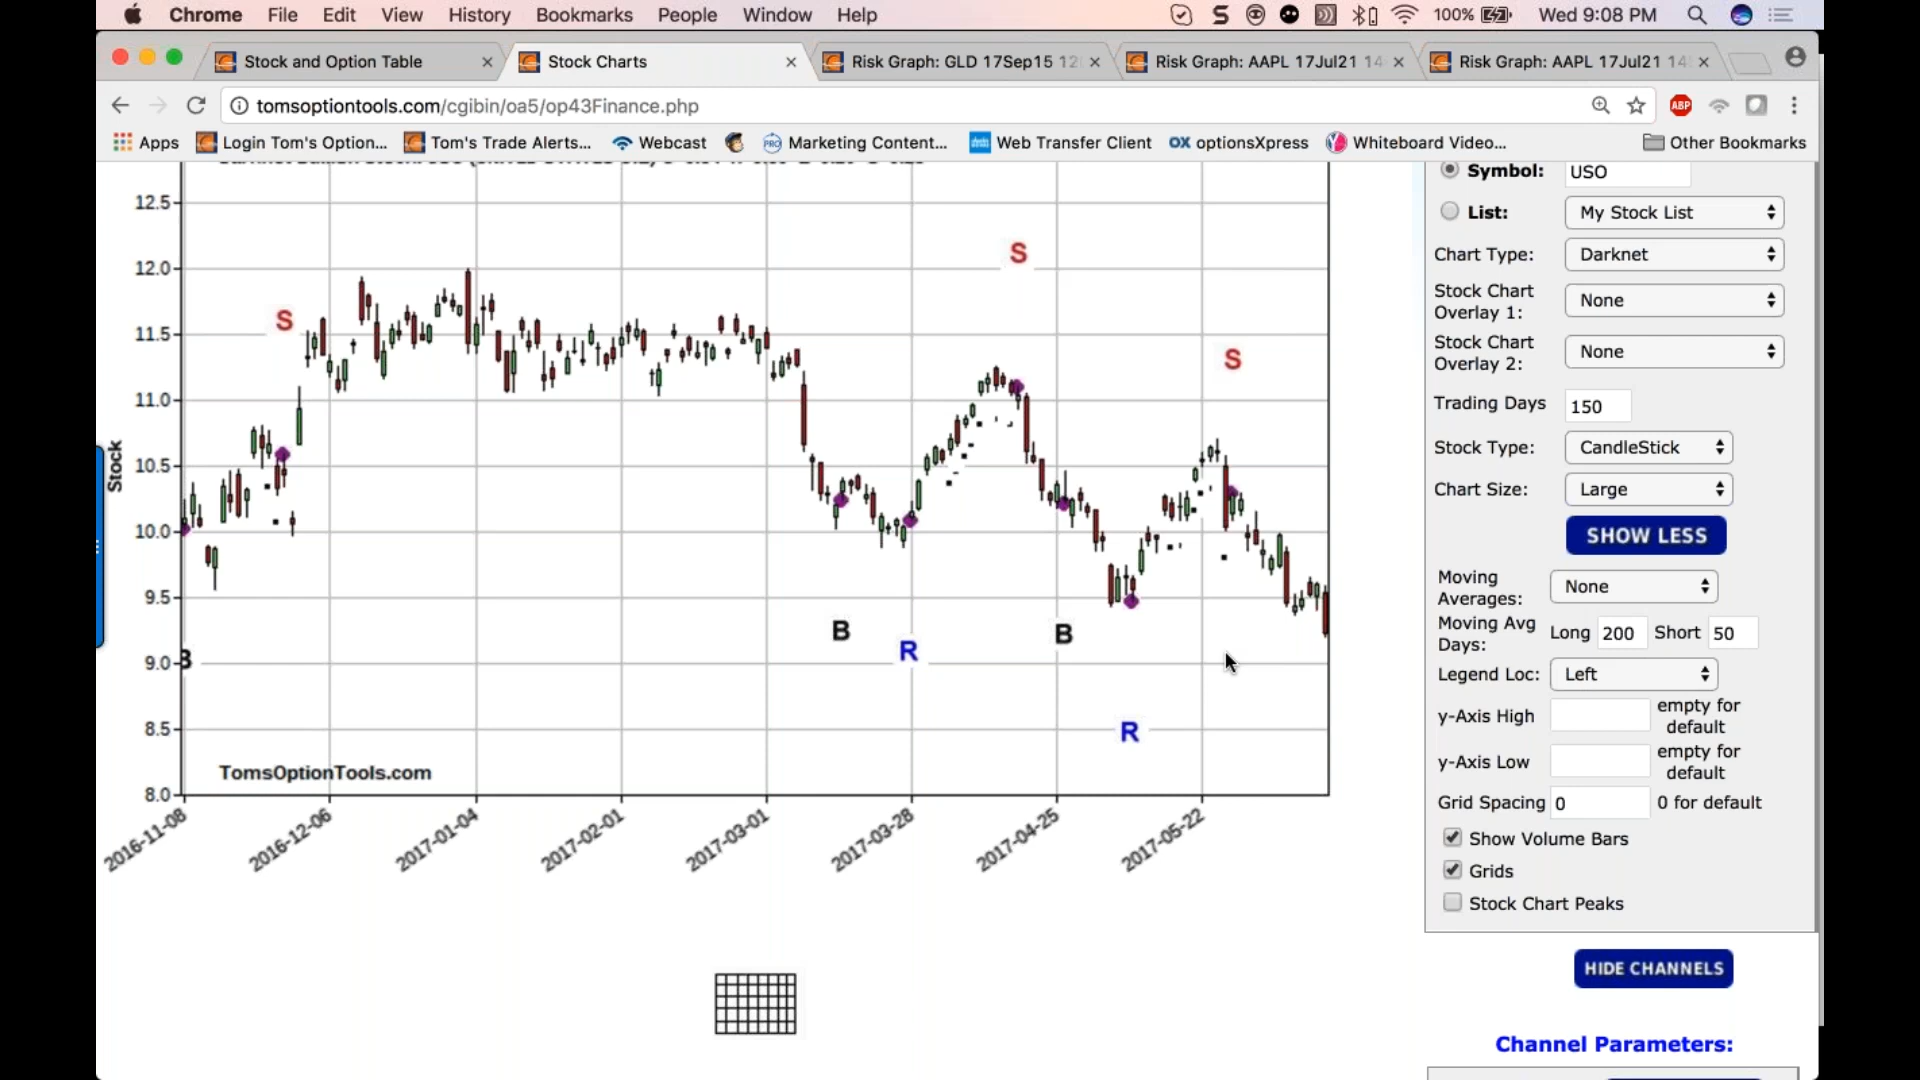 Chrome File Edit View History Bookmarks People Window Help 100% Wed 9:08 PM
Stock and Option Table Stock Charts Risk Graph: GLD 17Sep15 12 Risk Graph: AAPL 17Jul21 14 Risk Graph: AAPL 17Jul21 14
tomsoptiontools.com/cgibin/oa5/op43Finance.php ABP
Apps Login Tom's Option... Tom's Trade Alerts... Webcast PRO Marketing Content... Web Transfer Client OX optionsXpress Whiteboard Video... Other Bookmarks
Symbol: USO
List: My Stock List
Chart Type: Darknet
Stock Chart Overlay 1: None
Stock Chart Overlay 2: None
Trading Days 150
Stock Type: CandleStick
Chart Size: Large
SHOW LESS
Moving Averages: None
Moving Avg Days: Long 200 Short 50
Legend Loc: Left
y-Axis High empty for default
y-Axis Low empty for default
Grid Spacing 0 0 for default
Show Volume Bars
Grids
Stock Chart Peaks
HIDE CHANNELS
Channel Parameters:
Stock
12.5
12.0
11.5
11.0
10.5
10.0
9.5
9.0
8.5
8.0
S
S
S
B
B
B
R
R
TomsOptionTools.com
2016-11-08 2016-12-06 2017-01-04 2017-02-01 2017-03-01 2017-03-28 2017-04-25 2017-05-22